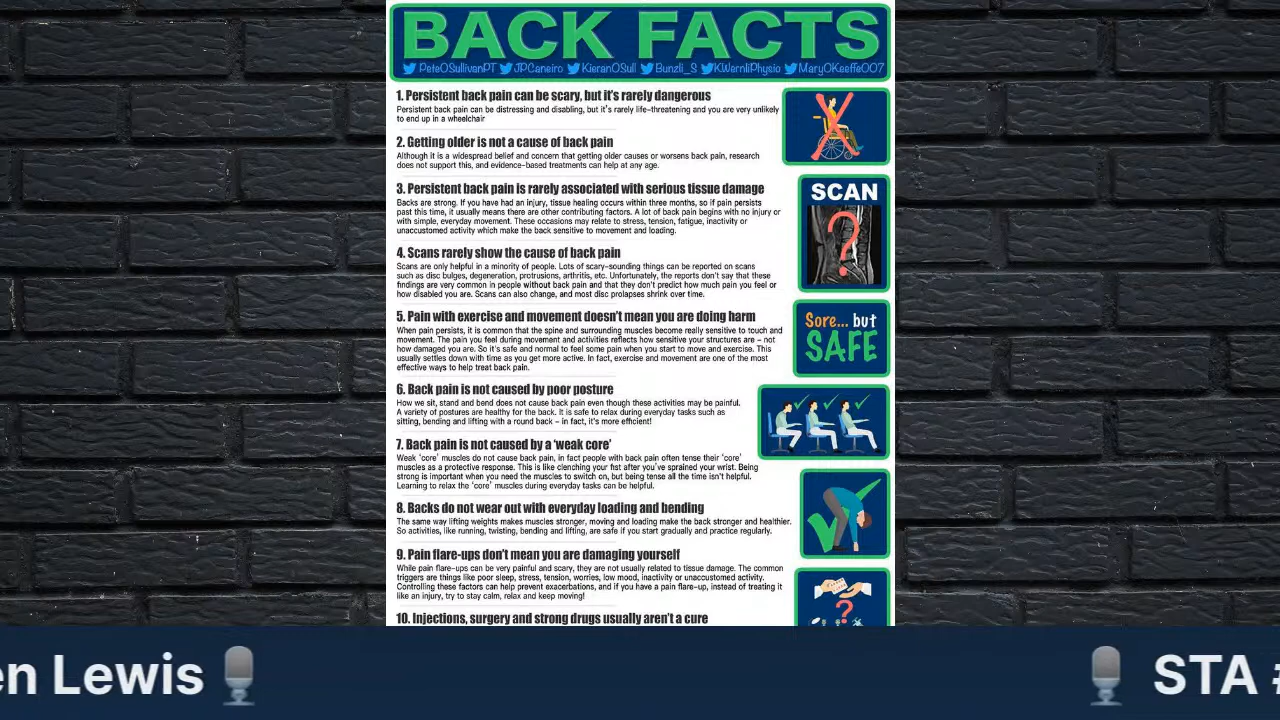 BACK FACTS
PeteOSullivanPT JPCaneiro KieranOSull Bunzli_S KWernliPhysio MaryOKeeffe007
1. Persistent back pain can be scary, but it's rarely dangerous
Persistent back pain can be distressing and disabling, but it's rarely life-threatening and you are very unlikely
to end up in a wheelchair
2. Getting older is not a cause of back pain
Although it is a widespread belief and concern that getting older causes or worsens back pain, research
does not support this, and evidence-based treatments can help at any age.
3. Persistent back pain is rarely associated with serious tissue damage
Backs are strong. If you have had an injury, tissue healing occurs within three months, so if pain persists
past this time, it usually means there are other contributing factors. A lot of back pain begins with no injury or
with simple, everyday movement. These occasions may relate to stress, tension, fatigue, inactivity or
unaccustomed activity which make the back sensitive to movement and loading.
SCAN
?
4. Scans rarely show the cause of back pain
Scans are only helpful in a minority of people. Lots of scary-sounding things can be reported on scans
such as disc bulges, degeneration, protrusions, arthritis, etc. Unfortunately, the reports don't say that these
findings are very common in people without back pain and that they don't predict how much pain you feel or
how disabled you are. Scans can also change, and most disc prolapses shrink over time.
5. Pain with exercise and movement doesn't mean you are doing harm
When pain persists, it is common that the spine and surrounding muscles become really sensitive to touch and
movement. The pain you feel during movement and activities reflects how sensitive your structures are - not
how damaged you are. So it's safe and normal to feel some pain when you start to move and exercise. This
usually settles down with time as you get more active. In fact, exercise and movement are one of the most
effective ways to help treat back pain.
Sore... but
SAFE
6. Back pain is not caused by poor posture
How we sit, stand and bend does not cause back pain even though these activities may be painful.
A variety of postures are healthy for the back. It is safe to relax during everyday tasks such as
sitting, bending and lifting with a round back - in fact, it's more efficient!
7. Back pain is not caused by a 'weak core'
Weak 'core' muscles do not cause back pain, in fact people with back pain often tense their 'core'
muscles as a protective response. This is like clenching your fist after you've sprained your wrist. Being
strong is important when you need the muscles to switch on, but being tense all the time isn't helpful.
Learning to relax the 'core' muscles during everyday tasks can be helpful.
8. Backs do not wear out with everyday loading and bending
The same way lifting weights makes muscles stronger, moving and loading make the back stronger and healthier.
So activities, like running, twisting, bending and lifting, are safe if you start gradually and practice regularly.
9. Pain flare-ups don't mean you are damaging yourself
While pain flare-ups can be very painful and scary, they are not usually related to tissue damage. The common
triggers are things like poor sleep, stress, tension, worries, low mood, inactivity or unaccustomed activity.
Controlling these factors can help prevent exacerbations, and if you have a pain flare-up, instead of treating it
like an injury, try to stay calm, relax and keep moving!
?
10. Injections, surgery and strong drugs usually aren't a cure
en Lewis STA #